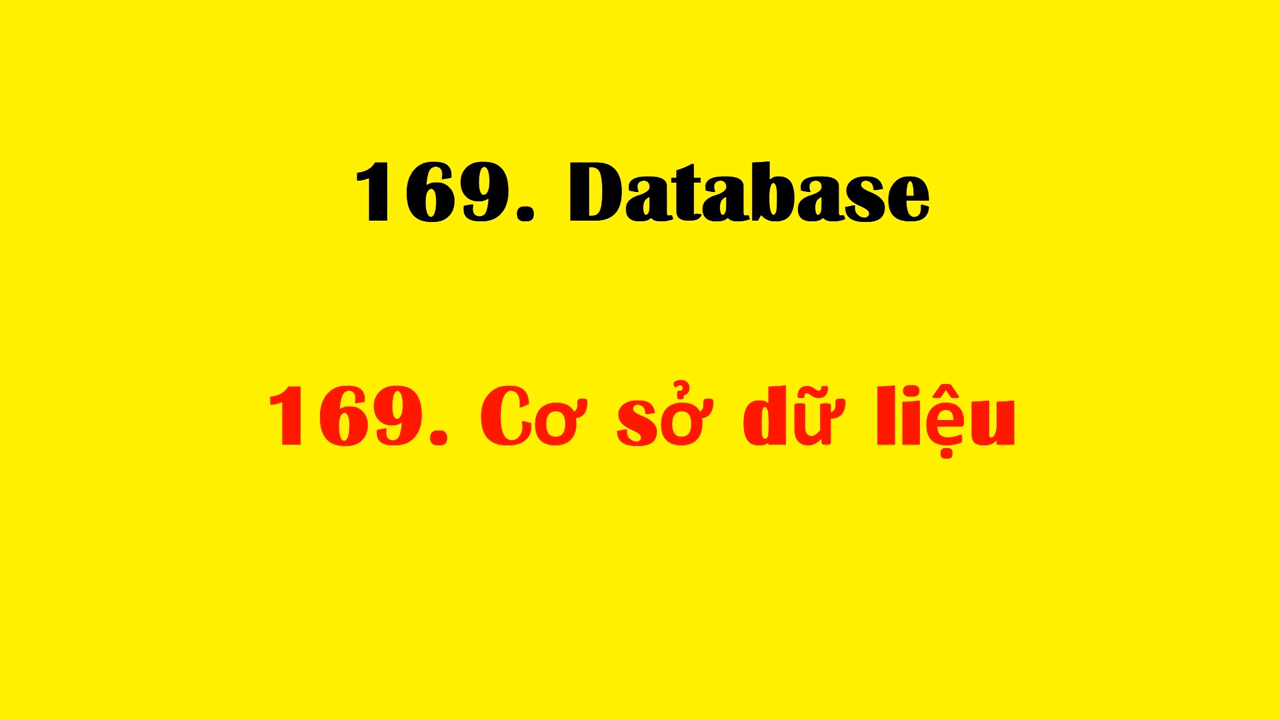 169. Database
169. Cơ sở dữ liệu